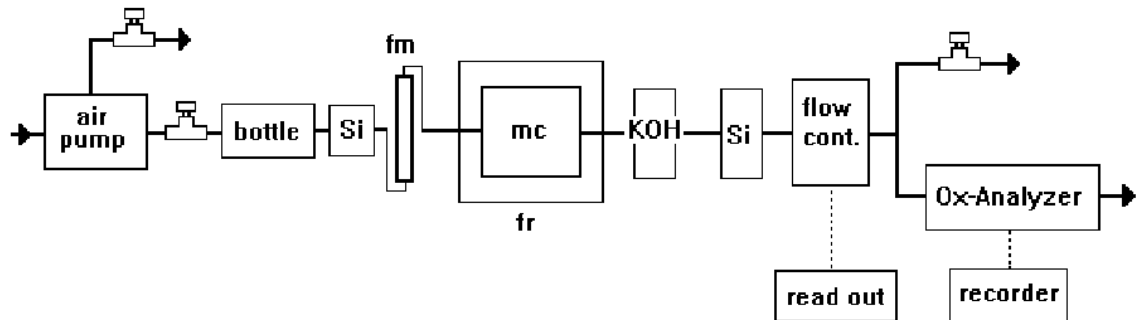 fm
air
pump
bottle
Si
mc
KOH
Si
flow
cont.
Ox-Analyzer
fr
read out
recorder